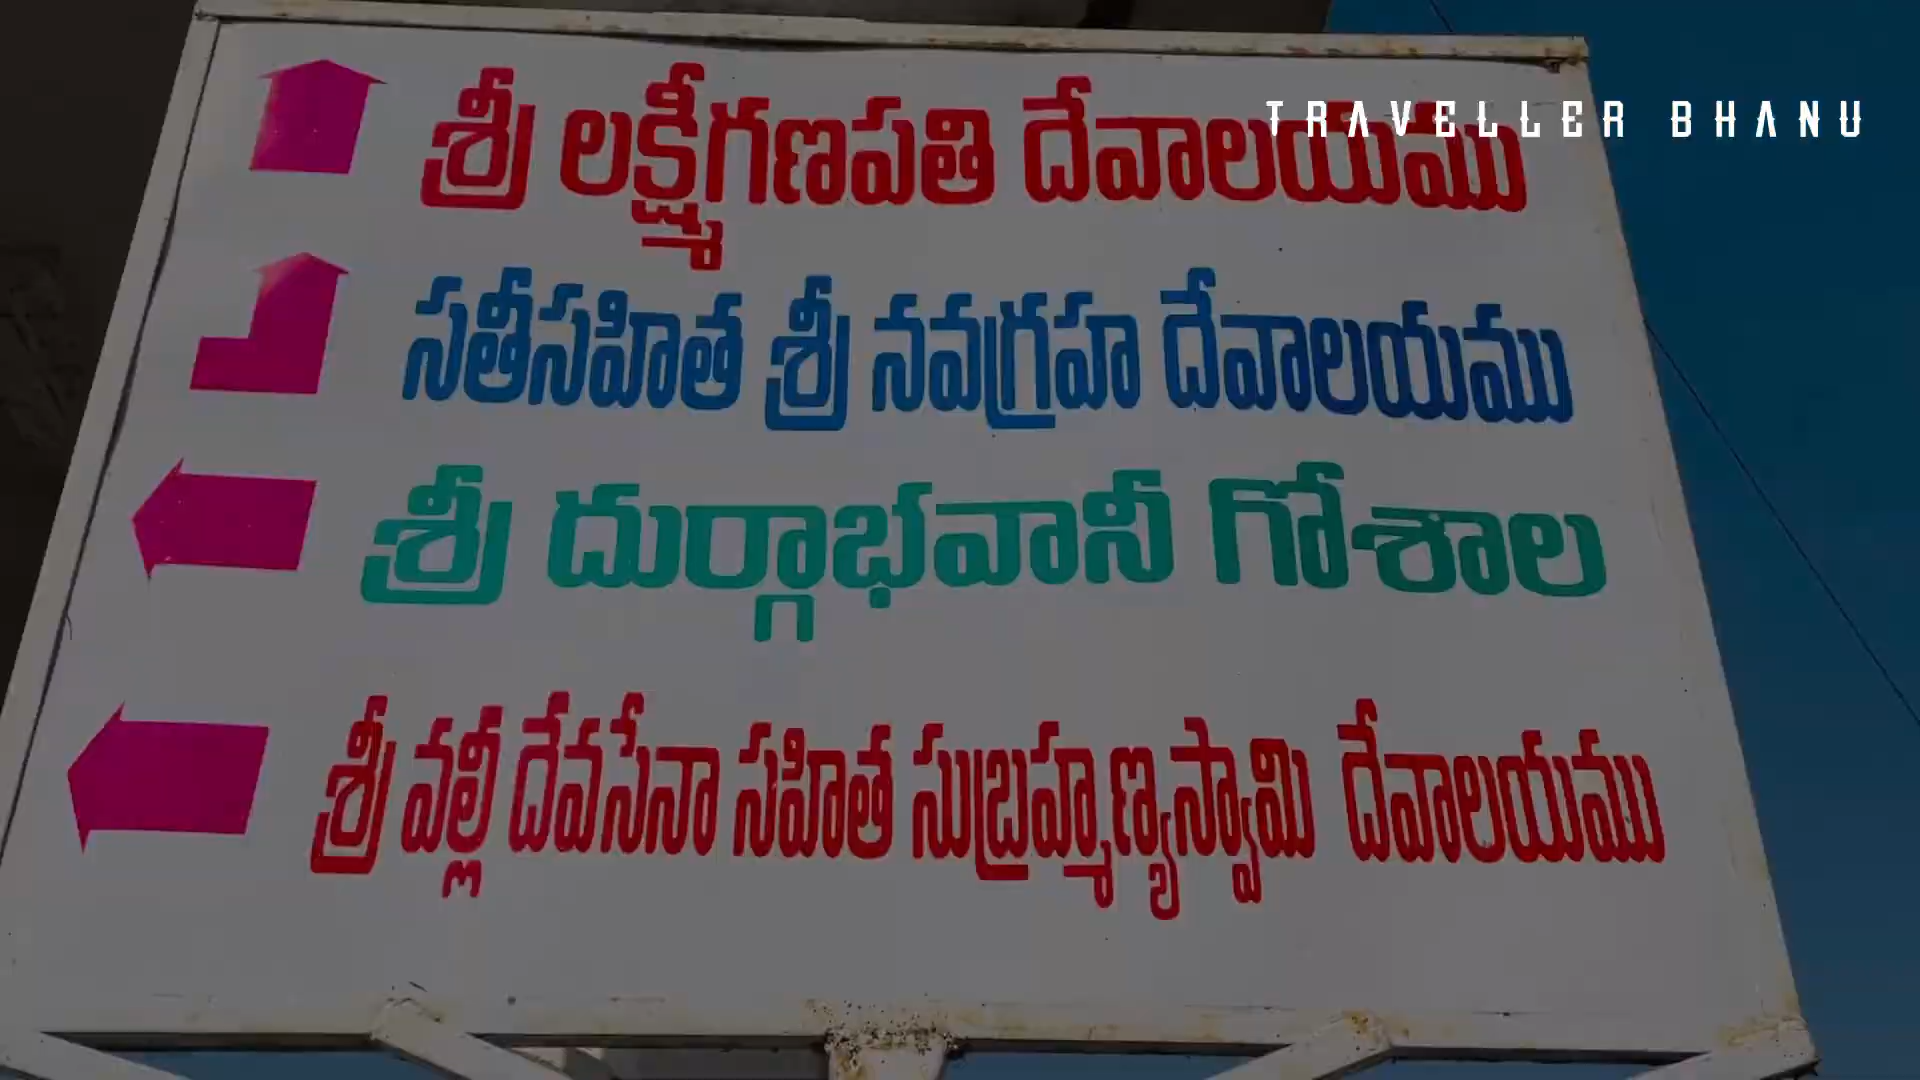 TRAVELLER BHANU
శ్రీ లక్ష్మీగణపతి దేవాలయము
సతీసహిత శ్రీ నవగ్రహ దేవాలయము
శ్రీ దుర్గాభవానీ గోశాల
శ్రీ వల్లీ దేవసేనా సహిత సుబ్రహ్మణ్యస్వామి దేవాలయము